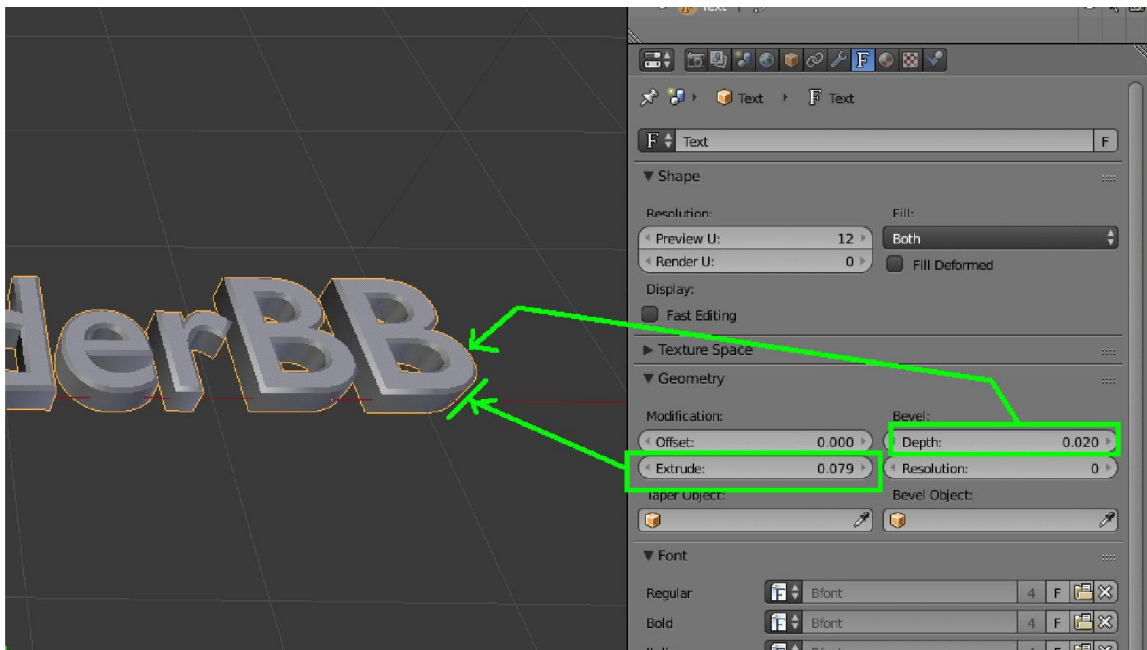 Text
derBB
Text
Text
F
F
Text
F
Shape
Resolution:
Fill:
Preview U:
12
Both
Render U:
0
Fill Deformed
Display:
Fast Editing
Texture Space
Geometry
Modification:
Bevel:
Offset:
0.000
Depth:
0.020
Extrude:
0.079
Resolution:
0
Taper Object:
Bevel Object:
Font
Regular
F
Bfont
4
F
Bold
F
Bfont
4
F